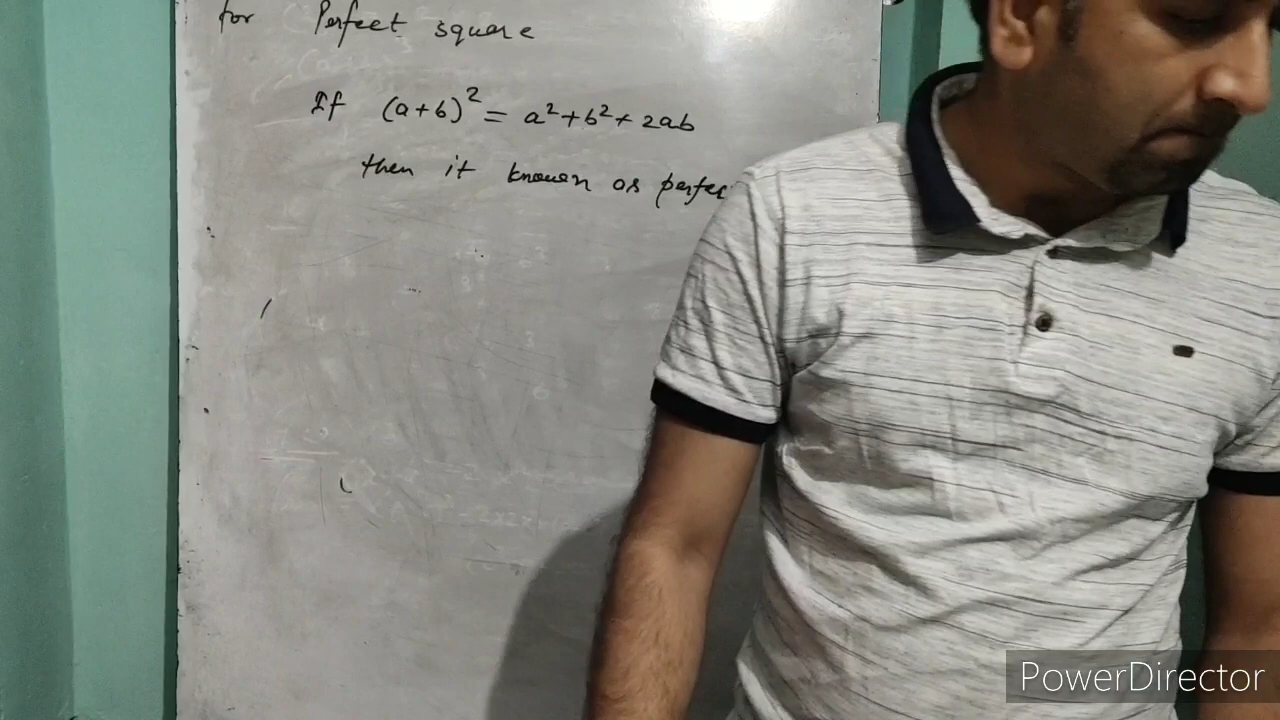 for Perfect square
If (a+b)² = a²+b²+2ab
then it known as perfec
PowerDirector